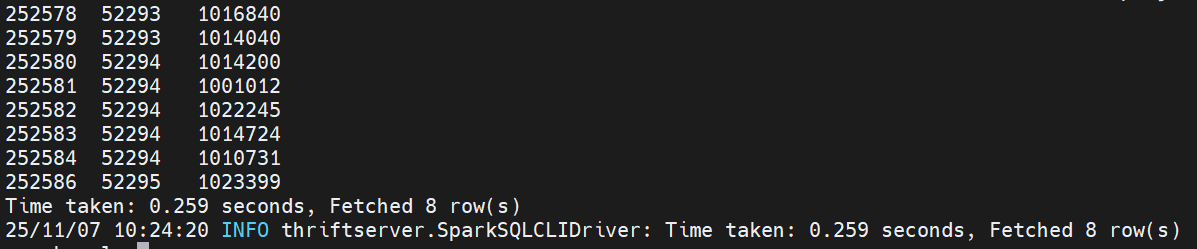 252578 52293 1016840
252579 52293 1014040
252580 52294 1014200
252581 52294 1001012
252582 52294 1022245
252583 52294 1014724
252584 52294 1010731
252586 52295 1023399
Time taken: 0.259 seconds, Fetched 8 row(s)
25/11/07 10:24:20 INFO thriftserver.SparkSQLCLIDriver: Time taken: 0.259 seconds, Fetched 8 row(s)